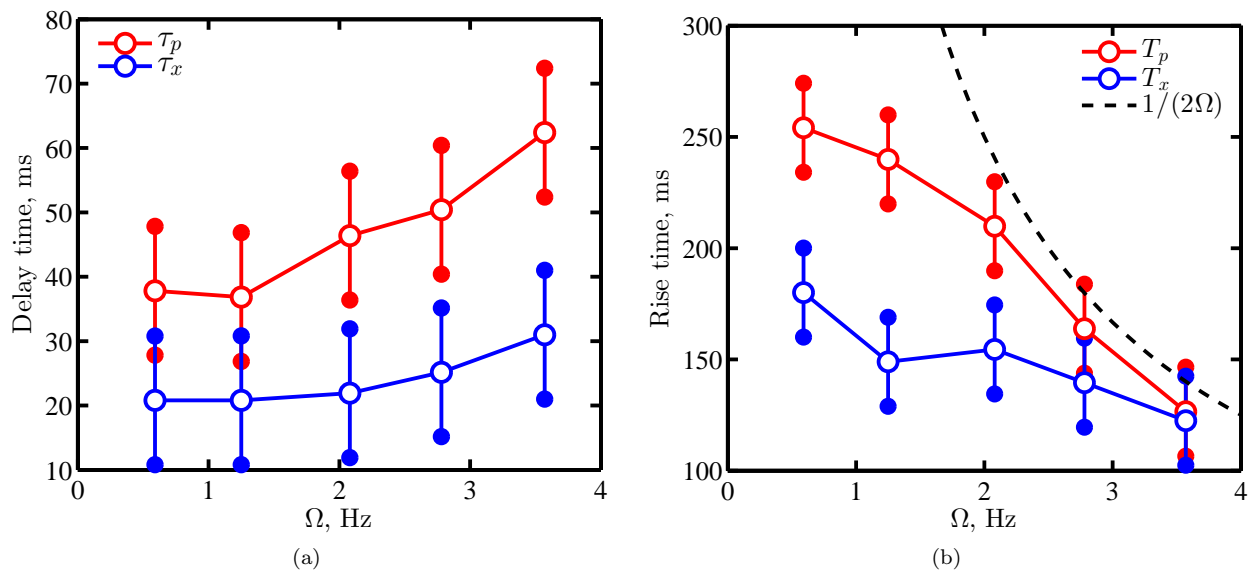 80
70
60
50
40
30
20
10
Delay time, ms
τp
τx
0
1
2
3
4
Ω, Hz
(a)
300
250
200
150
100
Rise time, ms
Tp
Tx
1/(2Ω)
0
1
2
3
4
Ω, Hz
(b)